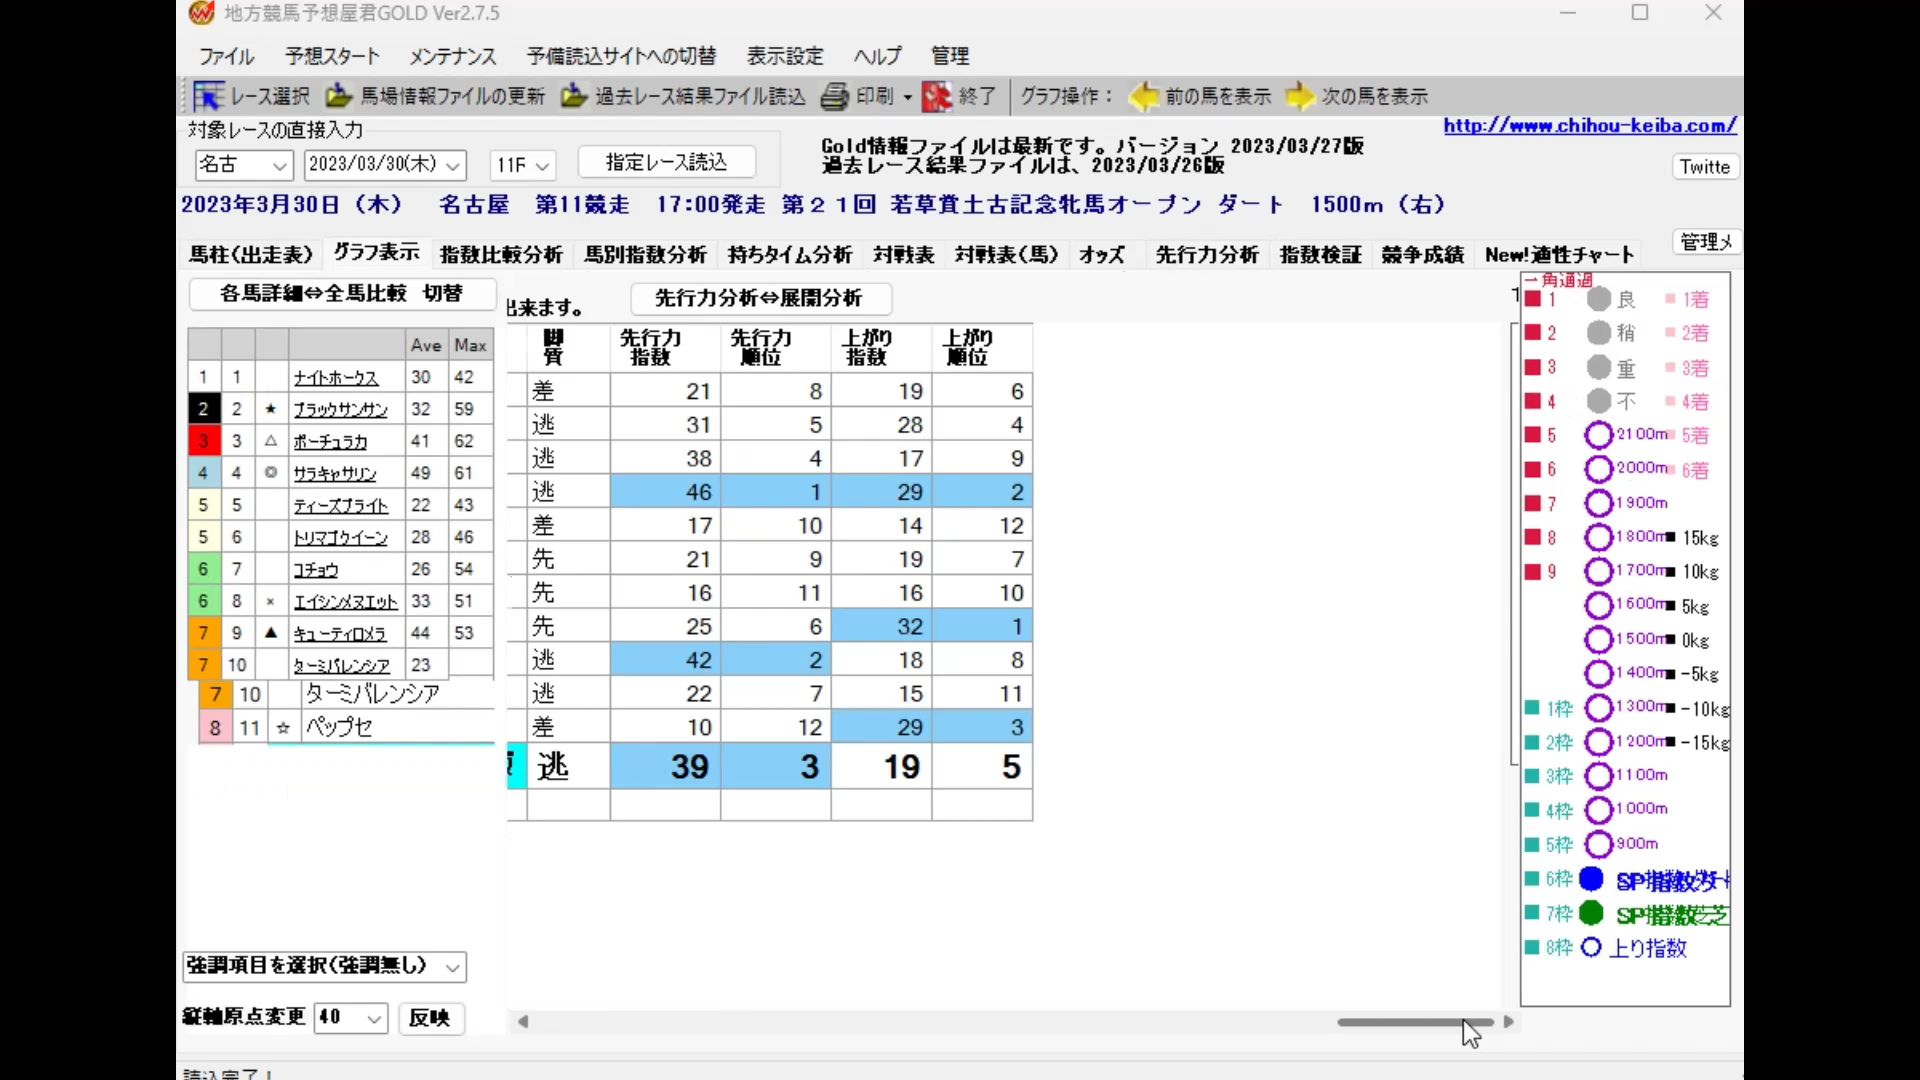 地方競馬予想屋君GOLD Ver2.7.5
ファイル 予想スタート メンテナンス 予備読込サイトへの切替 表示設定 ヘルプ 管理
レース選択 馬場情報ファイルの更新 過去レース結果ファイル読込 印刷 終了 グラフ操作： 前の馬を表示 次の馬を表示
対象レースの直接入力
http://www.chihou-keiba.com/
名古 2023/03/30(木) 11F 指定レース読込
Gold情報ファイルは最新です。バージョン 2023/03/27版
過去レース結果ファイルは、2023/03/26版
Twitte
2023年3月30日（木） 名古屋 第11競走 17:00発走 第２１回 若草賞土古記念牝馬オープン ダート 1500m（右）
管理メ
馬柱(出走表) グラフ表示 指数比較分析 馬別指数分析 持ちタイム分析 対戦表 対戦表(馬) オッズ 先行力分析 指数検証 競争成績 New!適性チャート
各馬詳細⇔全馬比較 切替
出来ます。
先行力分析⇔展開分析
1
Ave Max
1 1 ナイトホークス 30 42
2 2 ★ ブラックサンサン 32 59
3 3 △ ポーチュラカ 41 62
4 4 ◎ サラキャサリン 49 61
5 5 ティーズブライト 22 43
5 6 トリマゴクイーン 28 46
6 7 コチョウ 26 54
6 8 × エイシンメヌエット 33 51
7 9 ▲ キューティロメラ 44 53
7 10 ターミバレンシア 23
7 10 ターミバレンシア
8 11 ☆ ペップセ
脚質 先行力指数 先行力順位 上がり指数 上がり順位
差 21 8 19 6
逃 31 5 28 4
逃 38 4 17 9
逃 46 1 29 2
差 17 10 14 12
先 21 9 19 7
先 16 11 16 10
先 25 6 32 1
逃 42 2 18 8
逃 22 7 15 11
差 10 12 29 3
逃 39 3 19 5
一角通過
1 良 1着
2 稍 2着
3 重 3着
4 不 4着
5 2100m 5着
6 2000m 6着
7 1900m
8 1800m 15kg
9 1700m 10kg
1600m 5kg
1500m 0kg
1400m -5kg
1枠 1300m -10kg
2枠 1200m -15kg
3枠 1100m
4枠 1000m
5枠 900m
6枠 SP指数
7枠 SP指数
8枠 上り指数
強調項目を選択(強調無し)
縦軸原点変更 40 反映
読込完了！